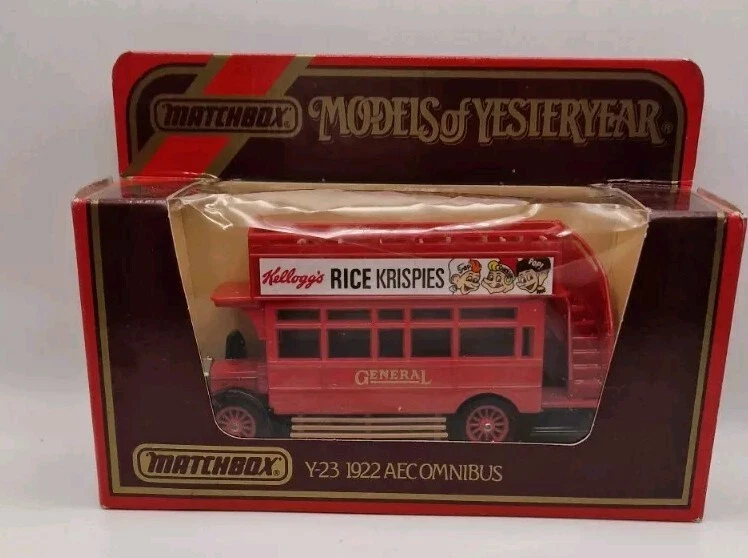 MATCHBOX MODELS of YESTERYEAR®
Kellogg's RICE KRISPIES
GENERAL
MATCHBOX Y-23 1922 AEC OMNIBUS